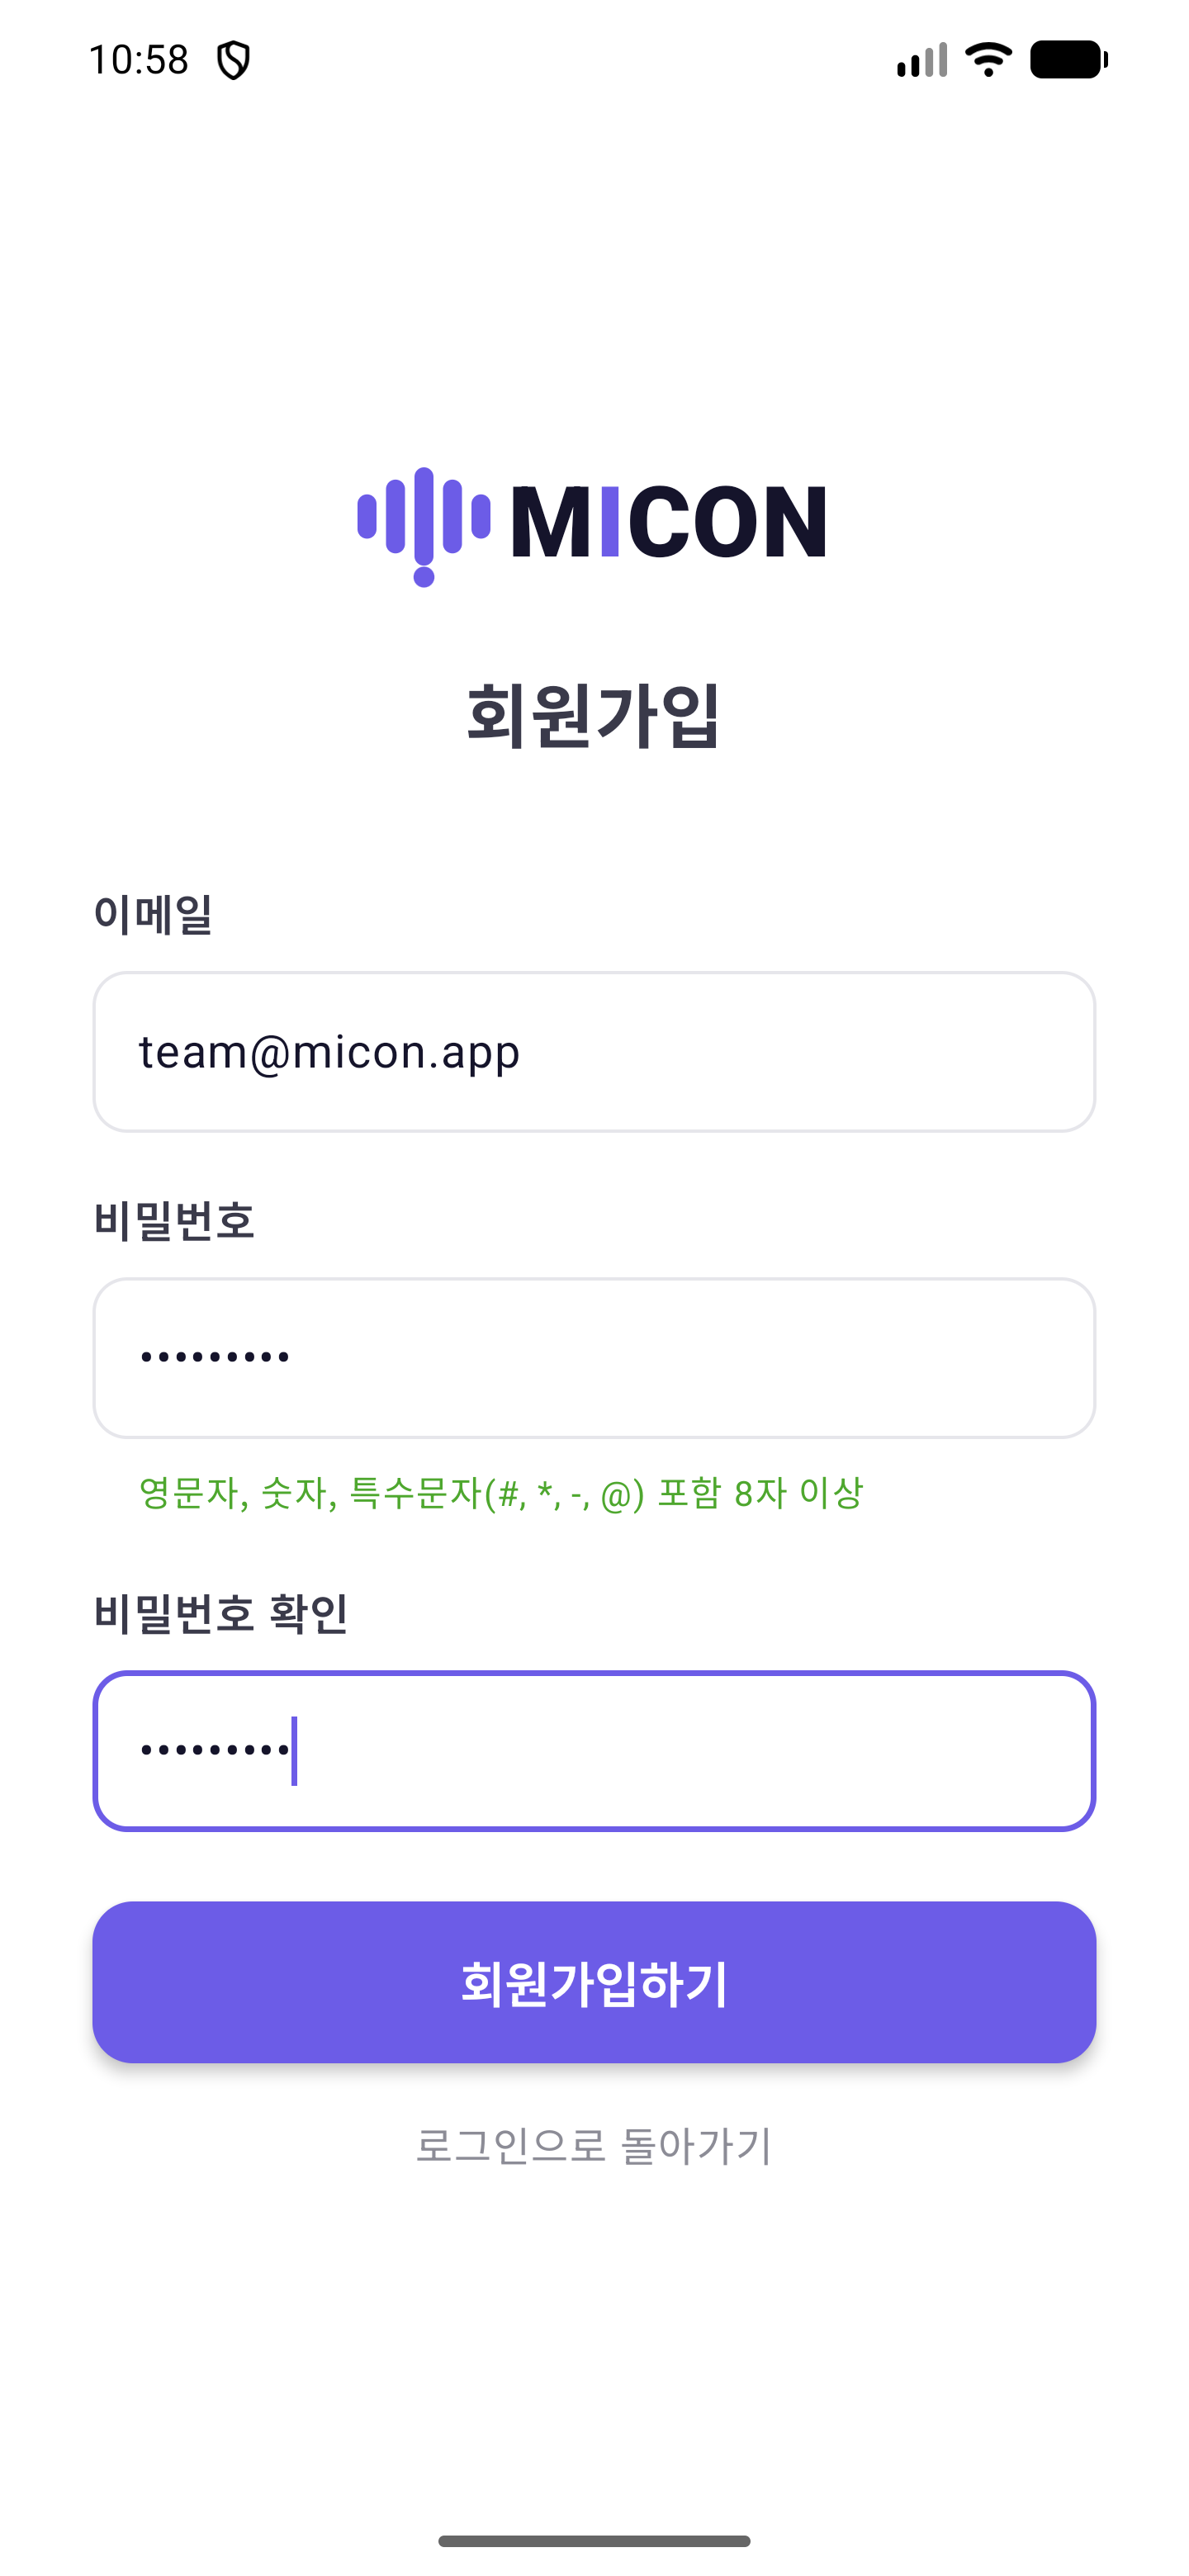 10:58
MICON
회원가입
이메일
team@micon.app
비밀번호
•••••••••
영문자, 숫자, 특수문자(#, *, -, @) 포함 8자 이상
비밀번호 확인
•••••••••
회원가입하기
로그인으로 돌아가기